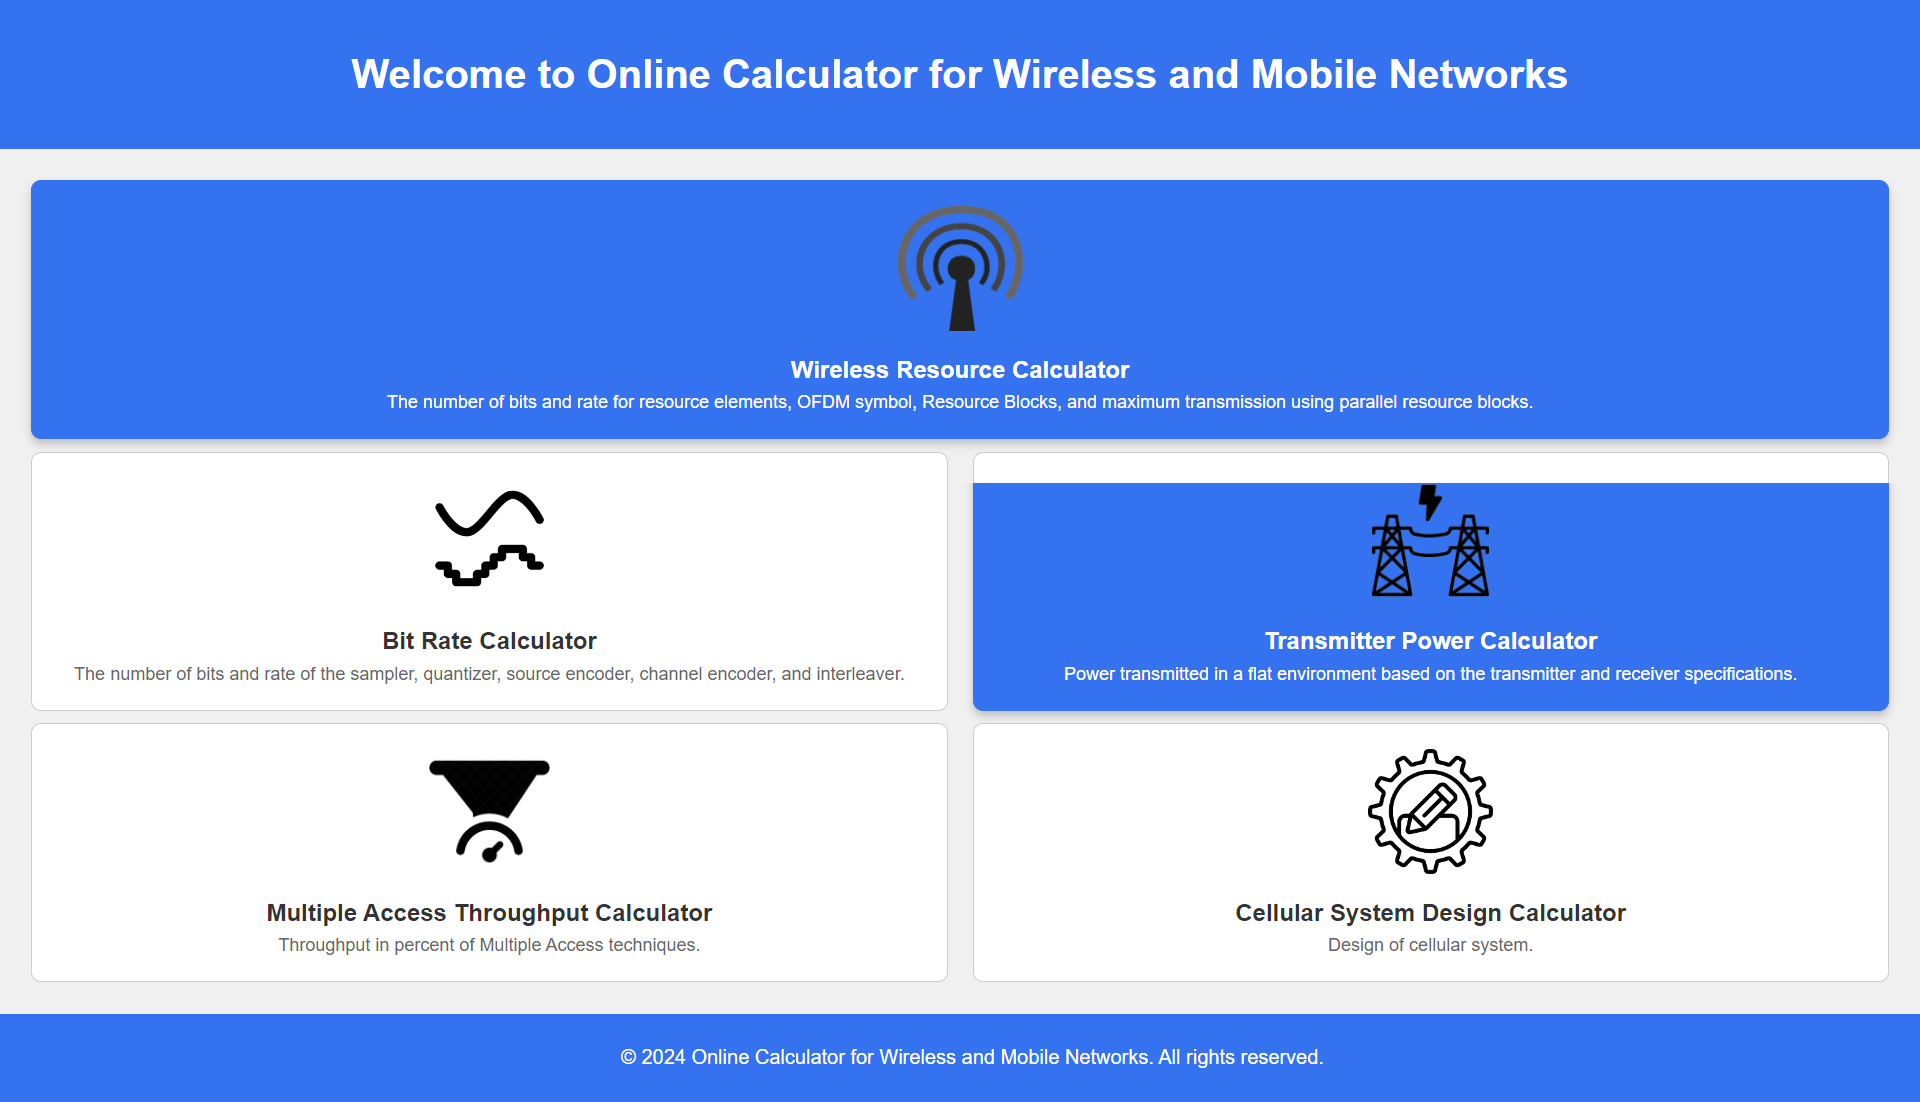 Welcome to Online Calculator for Wireless and Mobile Networks
Wireless Resource Calculator
The number of bits and rate for resource elements, OFDM symbol, Resource Blocks, and maximum transmission using parallel resource blocks.
Bit Rate Calculator
The number of bits and rate of the sampler, quantizer, source encoder, channel encoder, and interleaver.
Transmitter Power Calculator
Power transmitted in a flat environment based on the transmitter and receiver specifications.
Multiple Access Throughput Calculator
Throughput in percent of Multiple Access techniques.
Cellular System Design Calculator
Design of cellular system.
© 2024 Online Calculator for Wireless and Mobile Networks. All rights reserved.